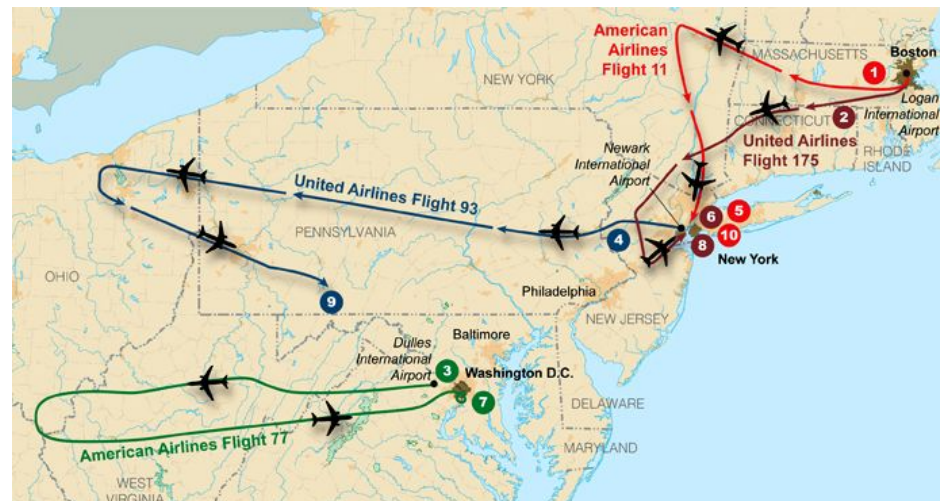 American
Airlines
Flight 11
MASSACHUSETTS
Boston
1
NEW YORK
Logan
International
Airport
2
CONNECTICUT
United Airlines
Flight 175
RHODE
ISLAND
Newark
International
Airport
United Airlines Flight 93
PENNSYLVANIA
4
6
5
8
10
New York
OHIO
9
Philadelphia
NEW JERSEY
Baltimore
Dulles
International
Airport
3
Washington D.C.
7
American Airlines Flight 77
DELAWARE
MARYLAND
WEST
VIRGINIA